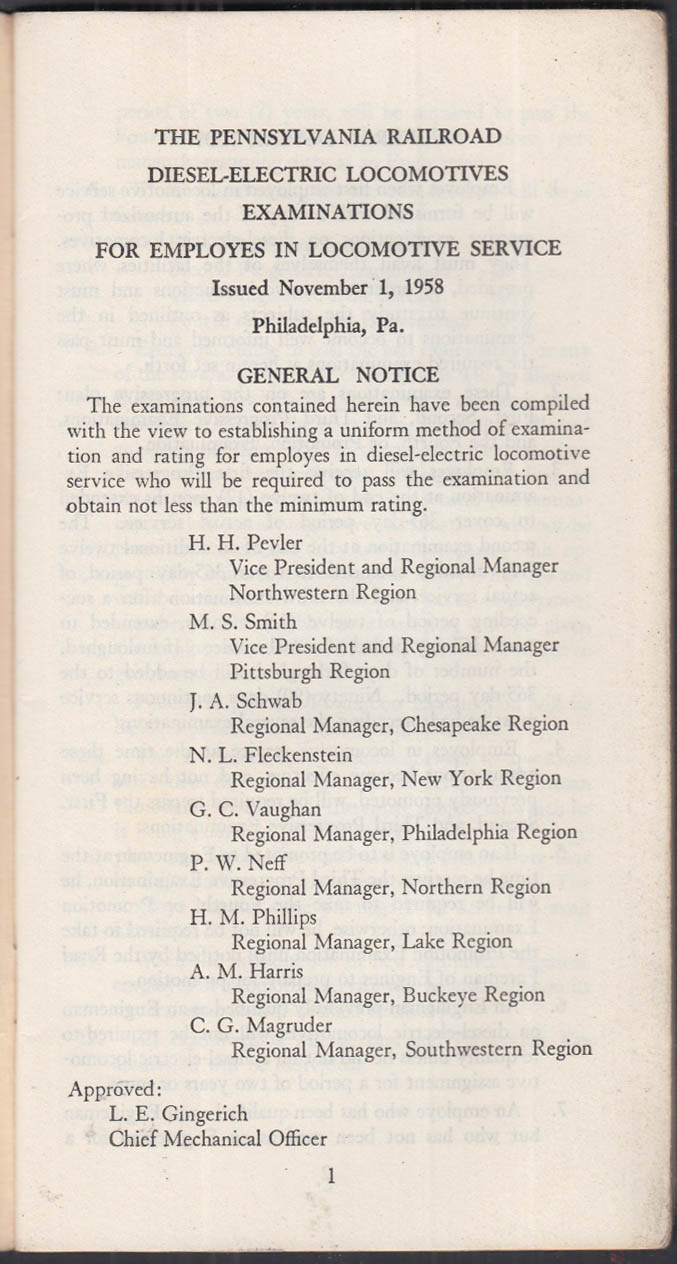 THE PENNSYLVANIA RAILROAD
DIESEL-ELECTRIC LOCOMOTIVES
EXAMINATIONS
FOR EMPLOYES IN LOCOMOTIVE SERVICE
Issued November 1, 1958
Philadelphia, Pa.
GENERAL NOTICE
The examinations contained herein have been compiled
with the view to establishing a uniform method of examina-
tion and rating for employes in diesel-electric locomotive
service who will be required to pass the examination and
obtain not less than the minimum rating.
H. H. Pevler
Vice President and Regional Manager
Northwestern Region
M. S. Smith
Vice President and Regional Manager
Pittsburgh Region
J. A. Schwab
Regional Manager, Chesapeake Region
N. L. Fleckenstein
Regional Manager, New York Region
G. C. Vaughan
Regional Manager, Philadelphia Region
P. W. Neff
Regional Manager, Northern Region
H. M. Phillips
Regional Manager, Lake Region
A. M. Harris
Regional Manager, Buckeye Region
C. G. Magruder
Regional Manager, Southwestern Region
Approved:
L. E. Gingerich
Chief Mechanical Officer
1